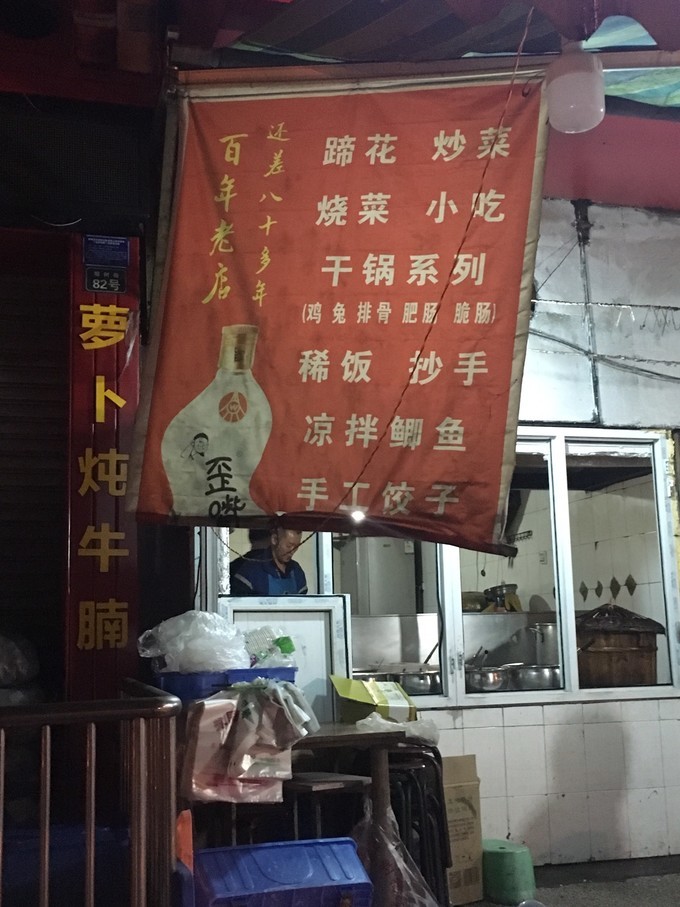 还差八十多年
百年老店
蹄花 炒菜
烧菜 小吃
干锅系列
(鸡 兔 排骨 肥肠 脆肠)
稀饭 抄手
凉拌鲫鱼
手工饺子
歪嘴
82号
萝卜炖牛腩